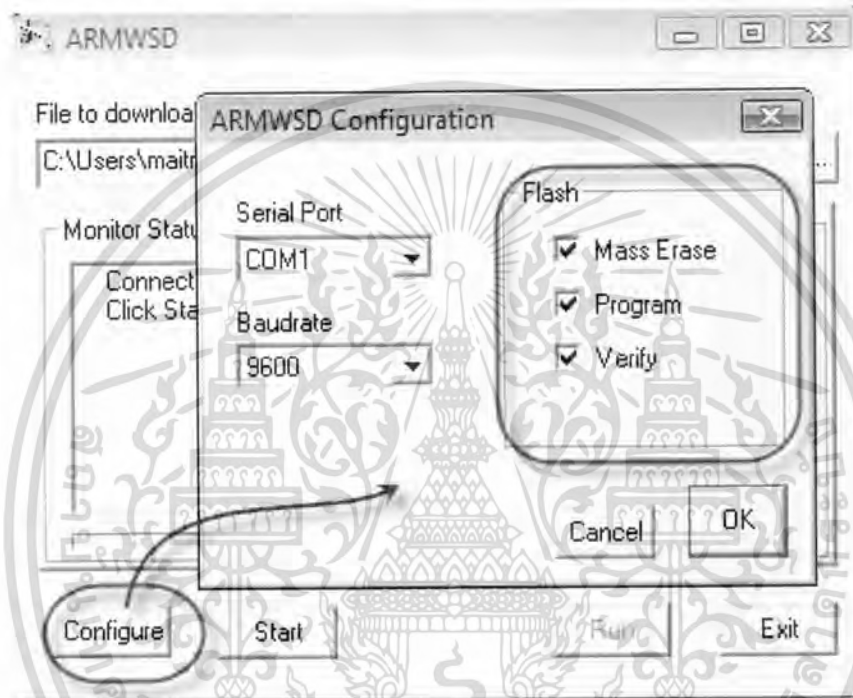 ARMWSD
File to downloa
C:\Users\maitr
...
Monitor Statu
Connect
Click Sta
ARMWSD Configuration
Serial Port
COM1
Baudrate
9600
Flash
Mass Erase
Program
Verify
Cancel
OK
Configure
Start
Run
Exit